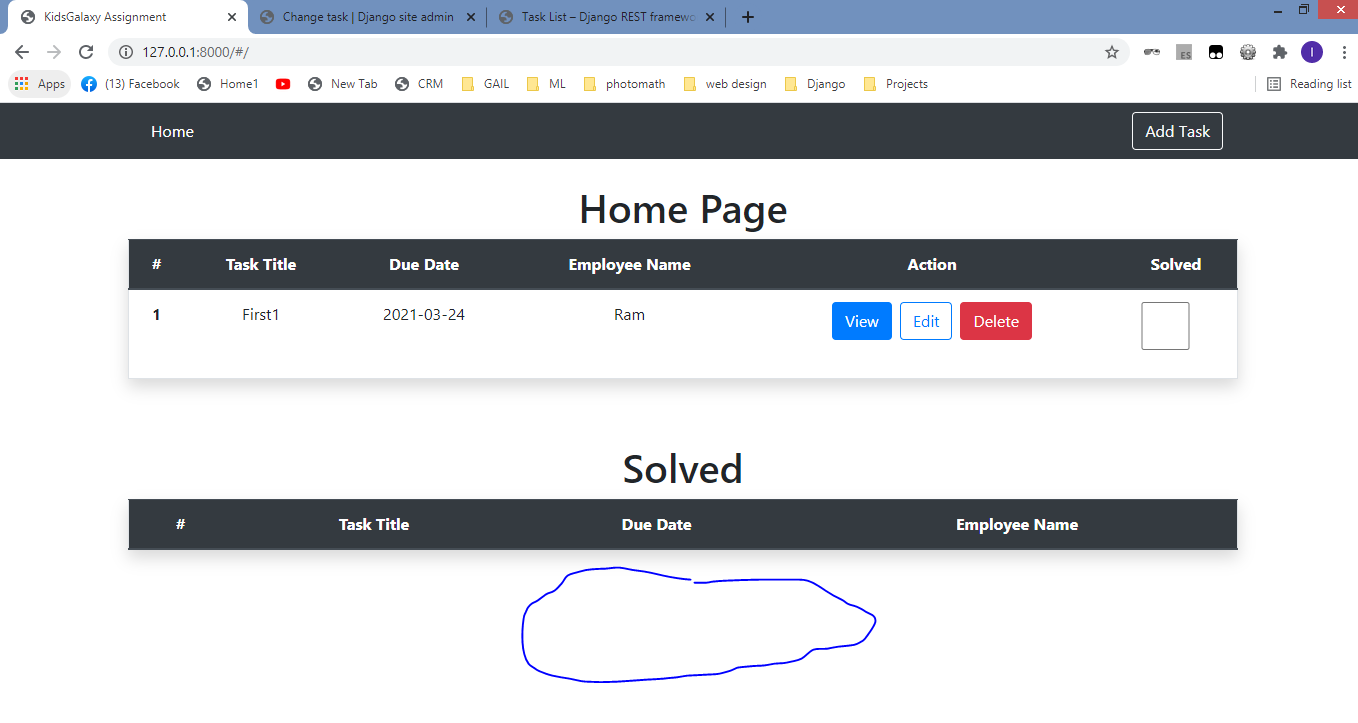 KidsGalaxy Assignment Change task | Django site admin Task List – Django REST framewo
127.0.0.1:8000/#/ ES I
Apps (13) Facebook Home1 New Tab CRM GAIL ML photomath web design Django Projects Reading list
Home Add Task
Home Page
# Task Title Due Date Employee Name Action Solved
1 First1 2021-03-24 Ram View Edit Delete
Solved
# Task Title Due Date Employee Name